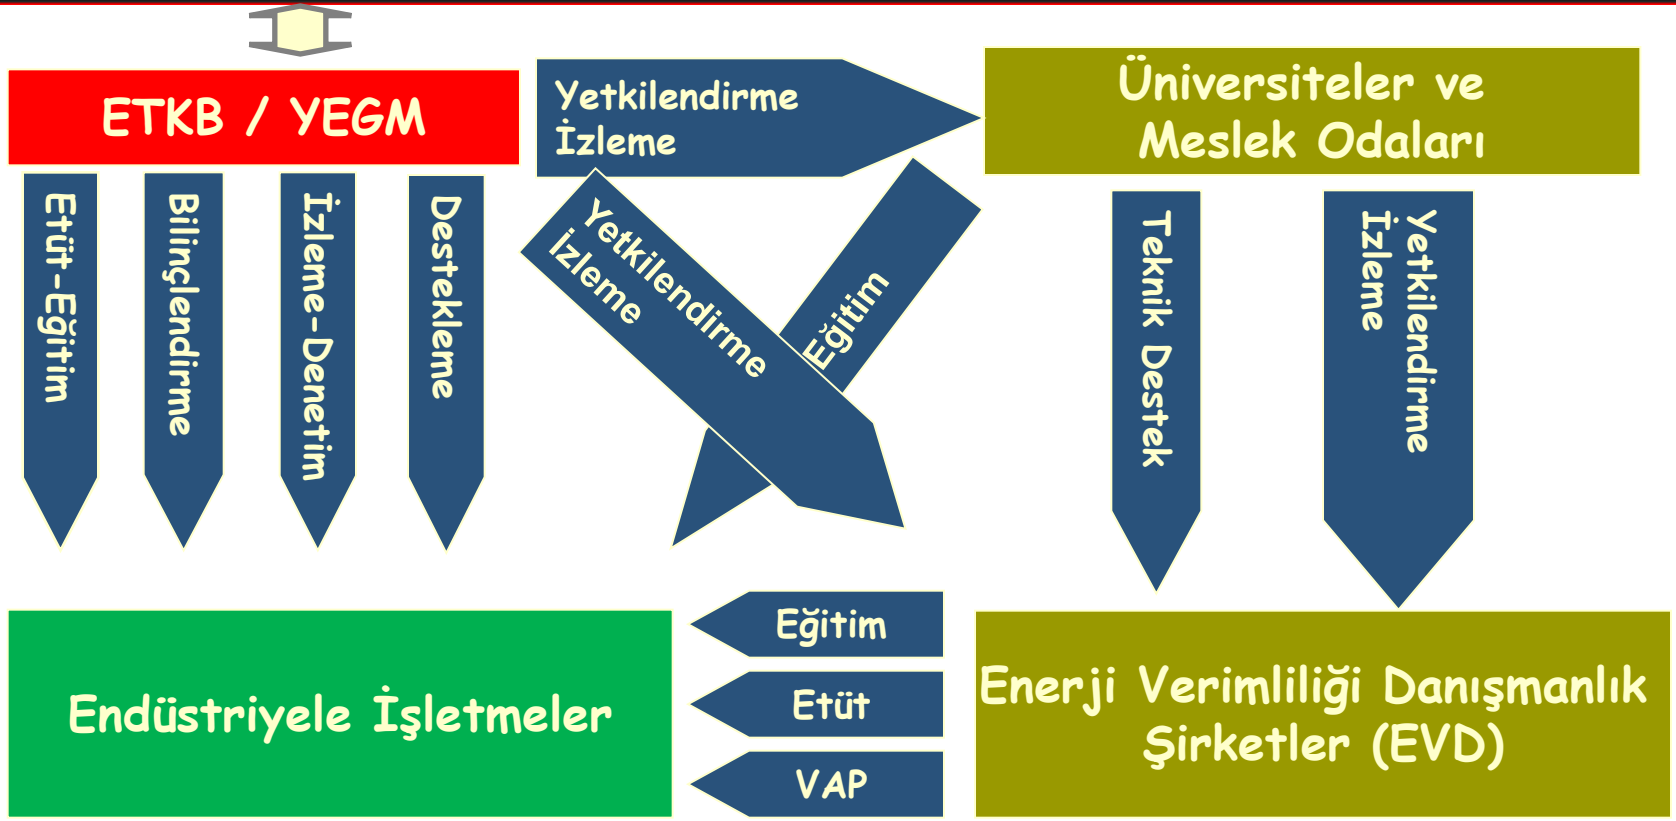 ETKB / YEGM
Yetkilendirme
İzleme
Üniversiteler ve
Meslek Odaları
Etüt-Eğitim
Bilinçlendirme
İzleme-Denetim
Destekleme
Yetkilendirme
İzleme
Eğitim
Teknik Destek
Yetkilendirme
İzleme
Endüstriyele İşletmeler
Eğitim
Etüt
VAP
Enerji Verimliliği Danışmanlık
Şirketler (EVD)